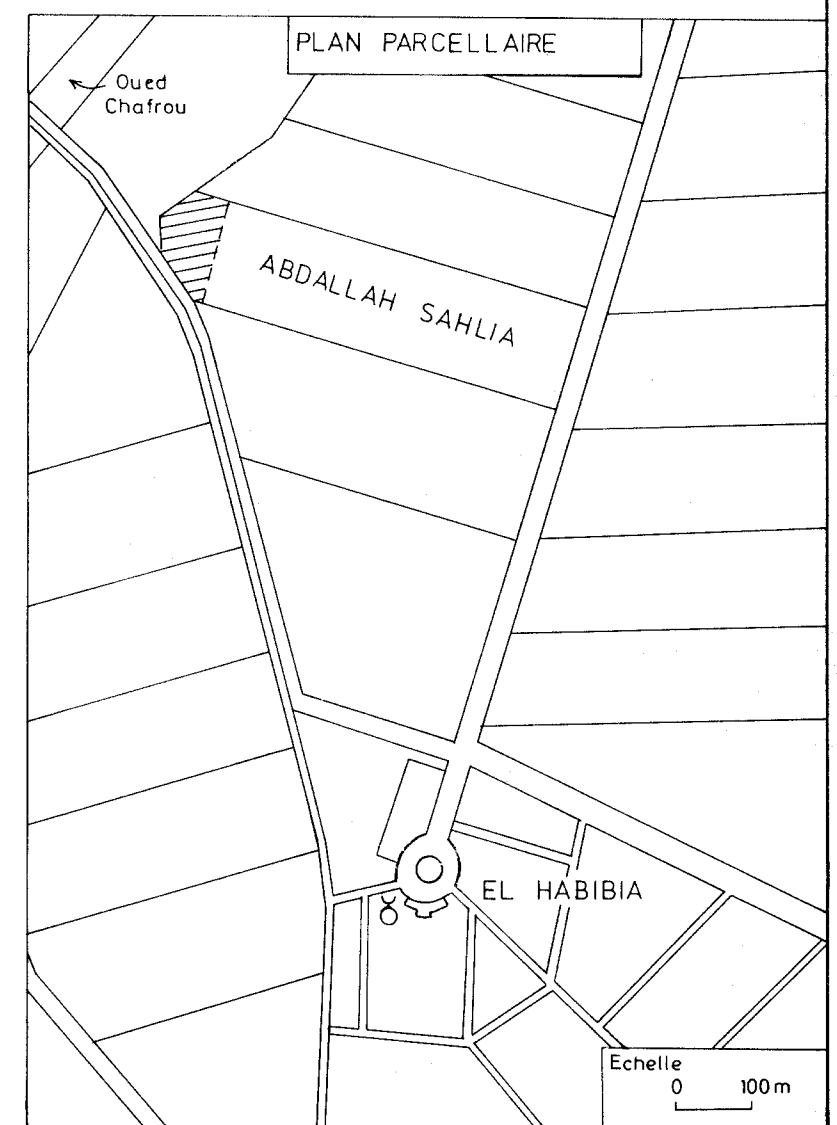 PLAN PARCELLAIRE
Oued
Chafrou
ABDALLAH SAHLIA
EL HABIBIA
Echelle
0 100 m